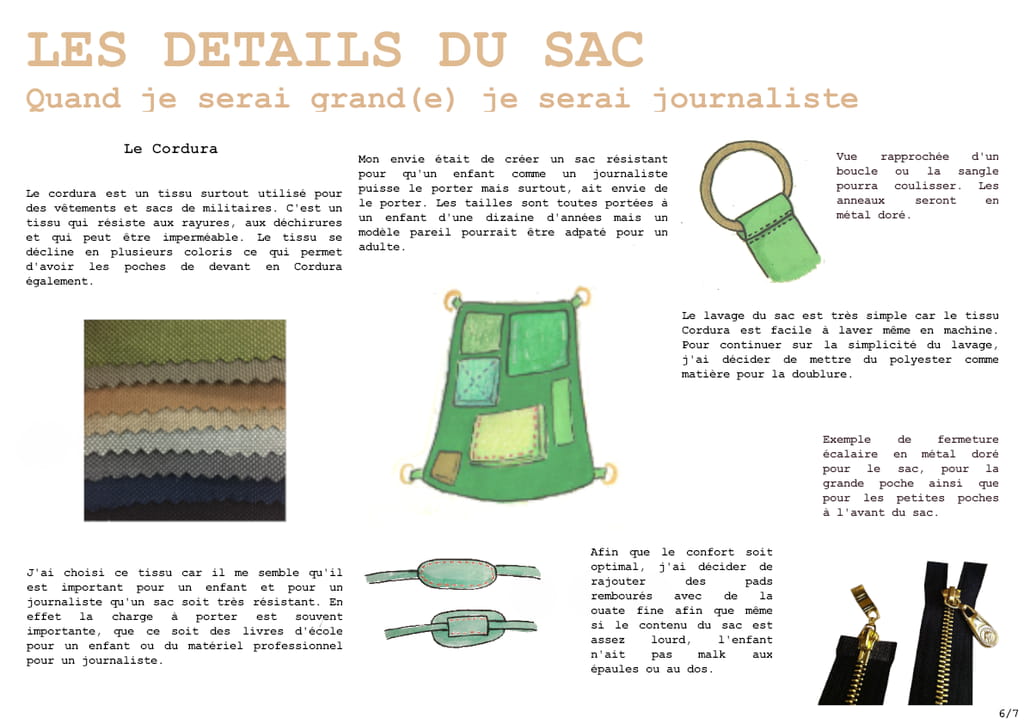 LES DETAILS DU SAC
Quand je serai grand(e) je serai journaliste
Le Cordura
Le cordura est un tissu surtout utilisé pour
des vêtements et sacs de militaires. C'est un
tissu qui résiste aux rayures, aux déchirures
et qui peut être imperméable. Le tissu se
décline en plusieurs coloris ce qui permet
d'avoir les poches de devant en Cordura
également.
J'ai choisi ce tissu car il me semble qu'il
est important pour un enfant et pour un
journaliste qu'un sac soit très résistant. En
effet la charge à porter est souvent
importante, que ce soit des livres d'école
pour un enfant ou du matériel professionnel
pour un journaliste.
Mon envie était de créer un sac résistant
pour qu'un enfant comme un journaliste
puisse le porter mais surtout, ait envie de
le porter. Les tailles sont toutes portées à
un enfant d'une dizaine d'années mais un
modèle pareil pourrait être adpaté pour un
adulte.
Vue rapprochée d'un
boucle ou la sangle
pourra coulisser. Les
anneaux seront en
métal doré.
Le lavage du sac est très simple car le tissu
Cordura est facile à laver même en machine.
Pour continuer sur la simplicité du lavage,
j'ai décider de mettre du polyester comme
matière pour la doublure.
Exemple de fermeture
écalaire en métal doré
pour le sac, pour la
grande poche ainsi que
pour les petites poches
à l'avant du sac.
Afin que le confort soit
optimal, j'ai décider de
rajouter des pads
rembourés avec de la
ouate fine afin que même
si le contenu du sac est
assez lourd, l'enfant
n'ait pas malk aux
épaules ou au dos.
6/7